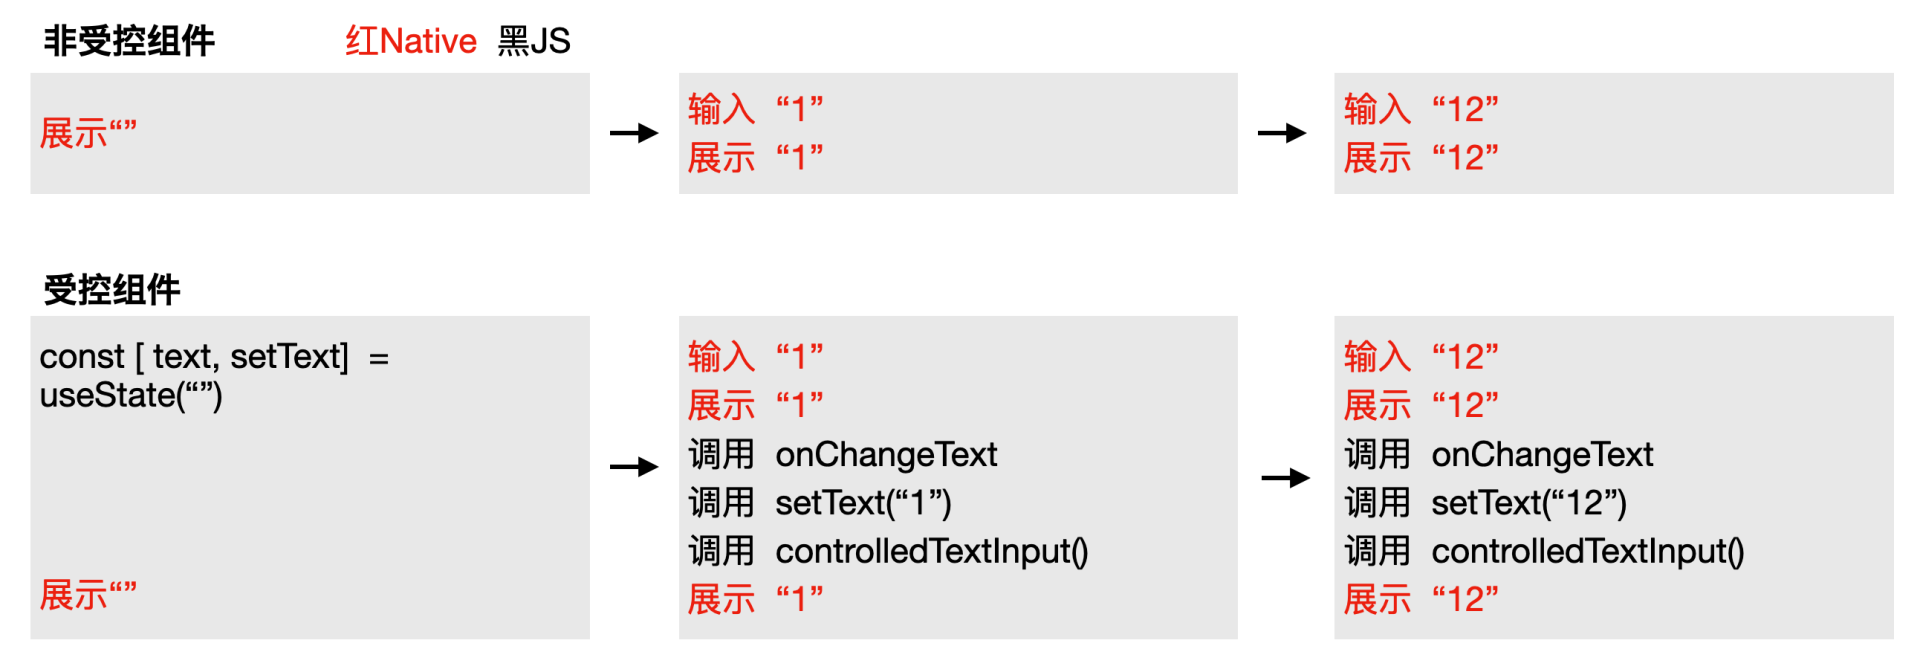 非受控组件 红Native 黑JS
展示“”
输入 “1”
展示 “1”
输入 “12”
展示 “12”
受控组件
const [ text, setText] =
useState(“”)
展示“”
输入 “1”
展示 “1”
调用 onChangeText
调用 setText(“1”)
调用 controlledTextInput()
展示 “1”
输入 “12”
展示 “12”
调用 onChangeText
调用 setText(“12”)
调用 controlledTextInput()
展示 “12”